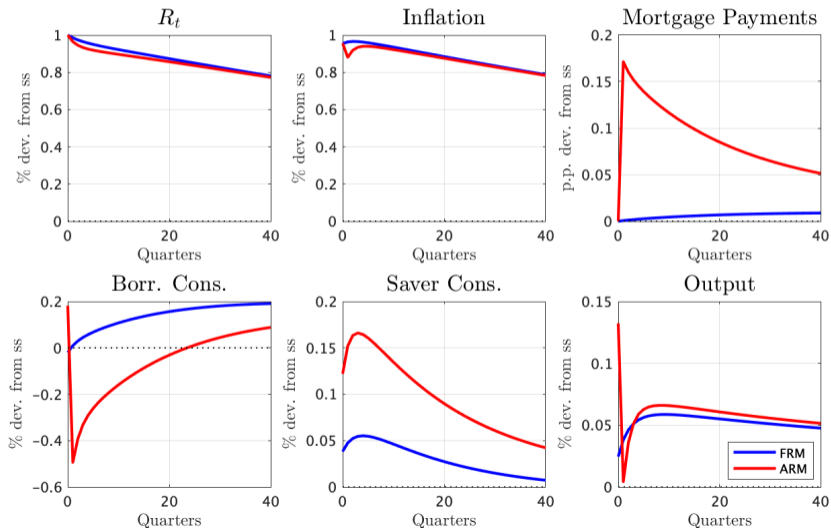 R_t
Inflation
Mortgage Payments
% dev. from ss
1
0.8
0.6
0.4
0.2
0
0
20
40
Quarters
% dev. from ss
1
0.8
0.6
0.4
0.2
0
0
20
40
Quarters
p.p. dev. from ss
0.2
0.15
0.1
0.05
0
0
20
40
Quarters
Borr. Cons.
Saver Cons.
Output
% dev. from ss
0.2
0
-0.2
-0.4
-0.6
0
20
40
Quarters
% dev. from ss
0.2
0.15
0.1
0.05
0
0
20
40
Quarters
% dev. from ss
0.15
0.1
0.05
0
0
20
40
Quarters
FRM
ARM